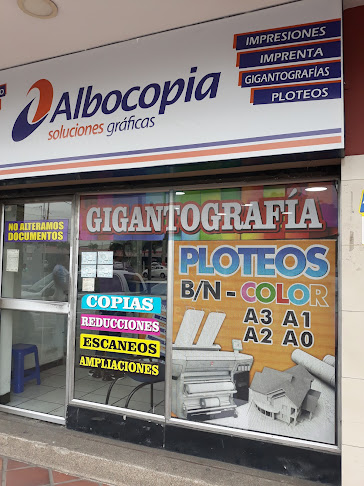 Albocopia
soluciones gráficas
IMPRESIONES
IMPRENTA
GIGANTOGRAFÍAS
PLOTEOS
NO ALTERAMOS
DOCUMENTOS
GIGANTOGRAFIA
COPIAS
REDUCCIONES
ESCANEOS
AMPLIACIONES
PLOTEOS
B/N - COLOR
A3 A1
A2 A0